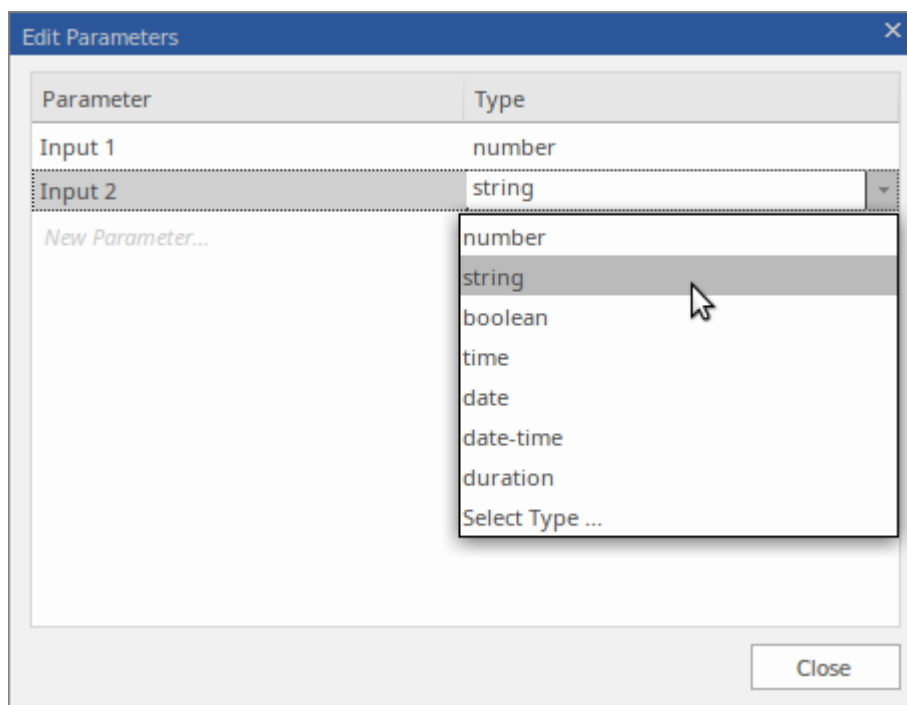 Edit Parameters
Parameter Type
Input 1 number
Input 2 string
New Parameter...
number
string
boolean
time
date
date-time
duration
Select Type ...
Close